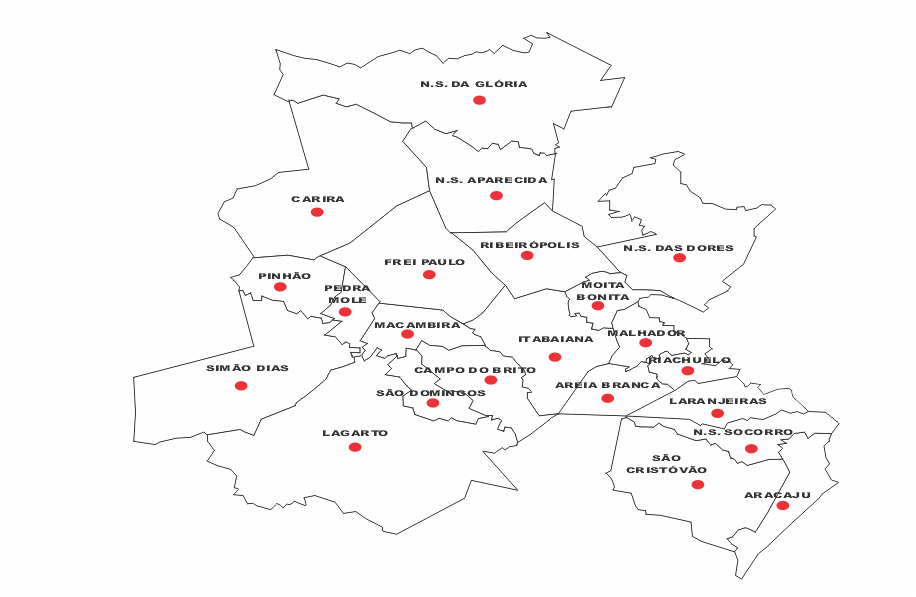 N.S. DA GLÓRIA
N.S. APARECIDA
CARIRA
RIBEIRÓPOLIS
N.S. DAS DORES
FREI PAULO
PINHÃO
PEDRA
MOLE
MOITA
BONITA
MACAMBIRA
ITABAIANA
MALHADOR
RIACHUELO
SIMÃO DIAS
CAMPO DO BRITO
AREIA BRANCA
SÃO DOMINGOS
LARANJEIRAS
LAGARTO
N.S. SOCORRO
SÃO
CRISTÓVÃO
ARACAJU